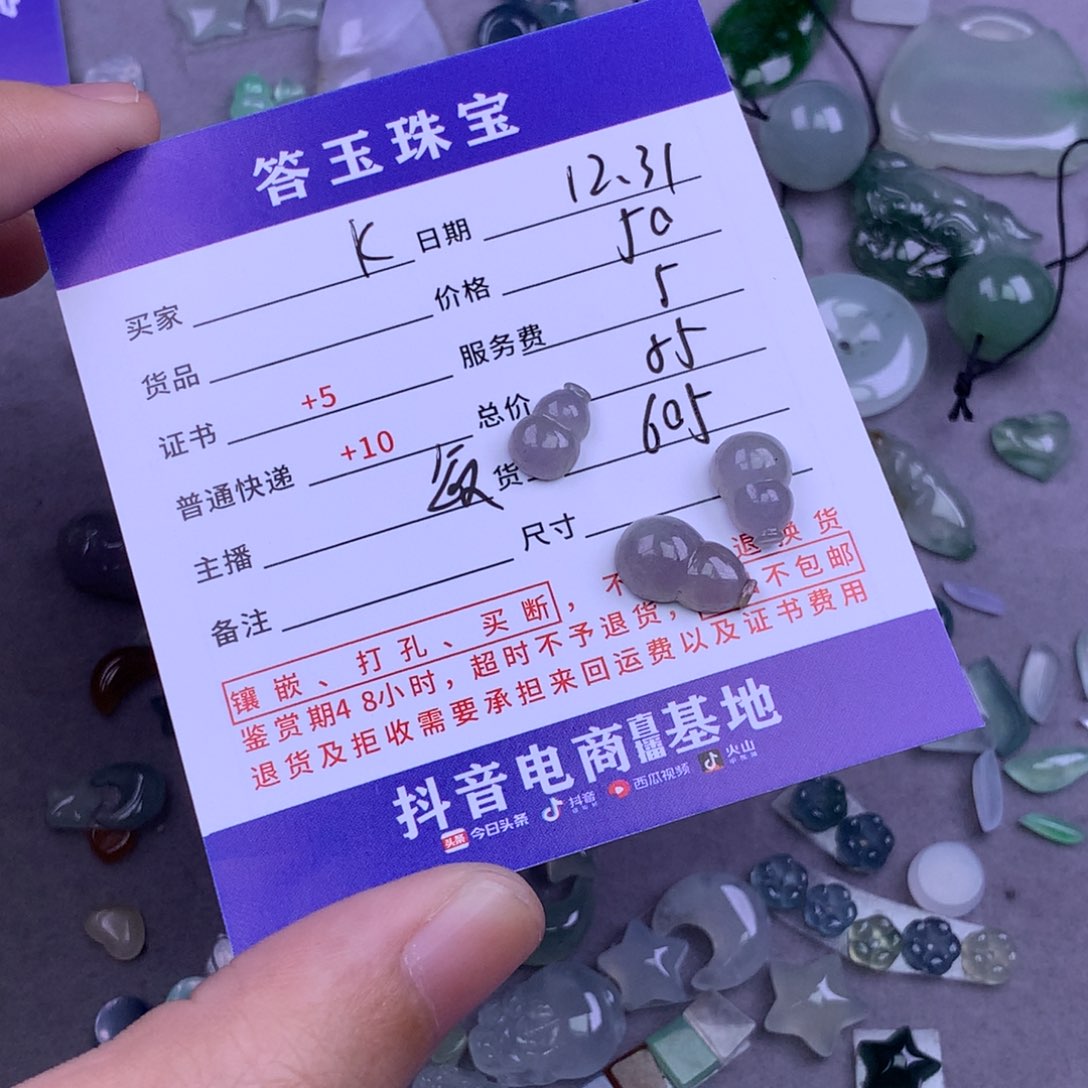 答玉珠宝
买家 K 日期 12.31
货品 价格 50
证书 +5 服务费 5
普通快递 +10 总价
主播 货 605
备注 尺寸
镶嵌、打孔、买断，不 退换货
鉴赏期48小时，超时不予退货， 不包邮
退货及拒收需要承担来回运费以及证书费用
抖音电商直播基地
头条 今日头条 抖音 西瓜视频 火山